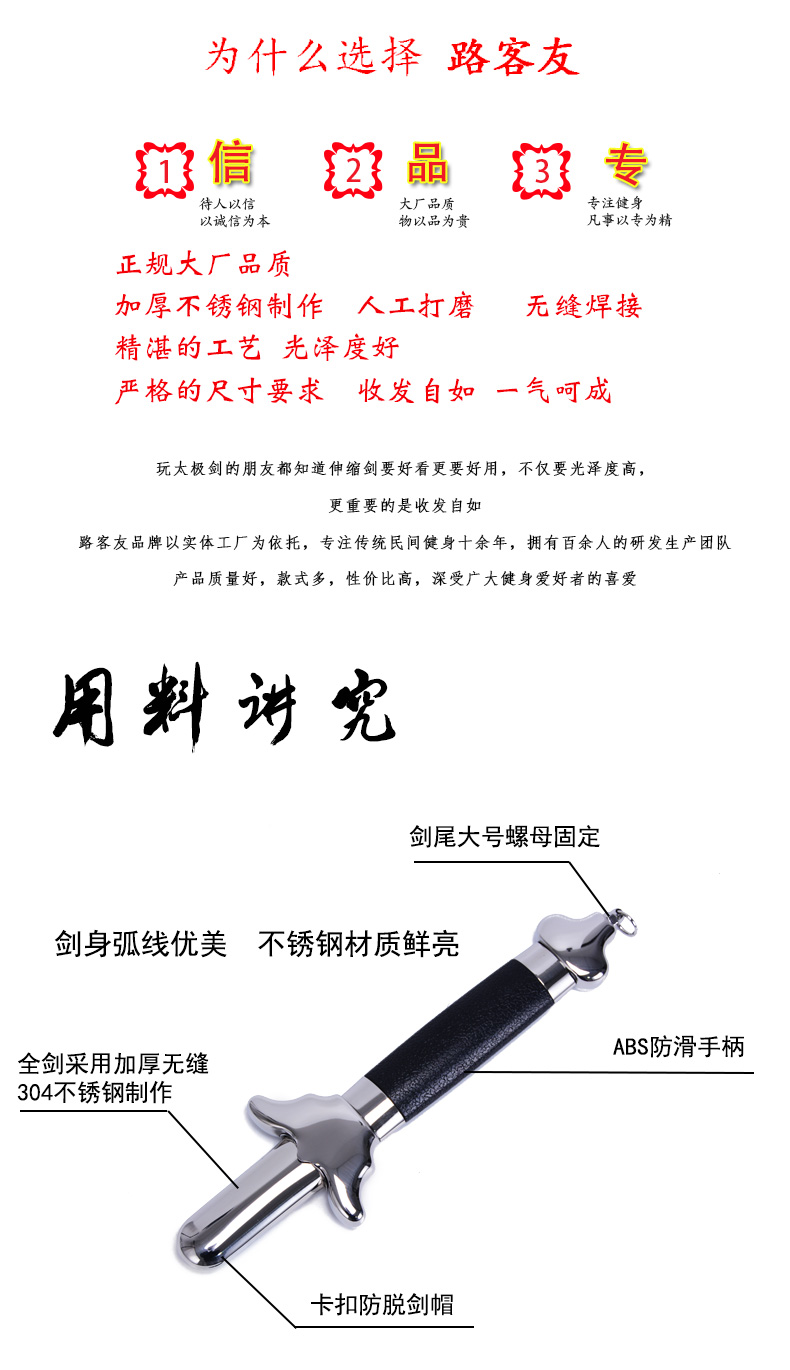 为什么选择 路客友
1 信 2 品 3 专
待人以信 大厂品质 专注健身
以诚信为本 物以品为贵 凡事以专为精
正规大厂品质
加厚不锈钢制作 人工打磨 无缝焊接
精湛的工艺 光泽度好
严格的尺寸要求 收发自如 一气呵成
玩太极剑的朋友都知道伸缩剑要好看更要好用，不仅要光泽度高，
更重要的是收发自如
路客友品牌以实体工厂为依托，专注传统民间健身十余年，拥有百余人的研发生产团队
产品质量好，款式多，性价比高，深受广大健身爱好者的喜爱
用料讲究
剑尾大号螺母固定
剑身弧线优美 不锈钢材质鲜亮
ABS防滑手柄
全剑采用加厚无缝
304不锈钢制作
卡扣防脱剑帽